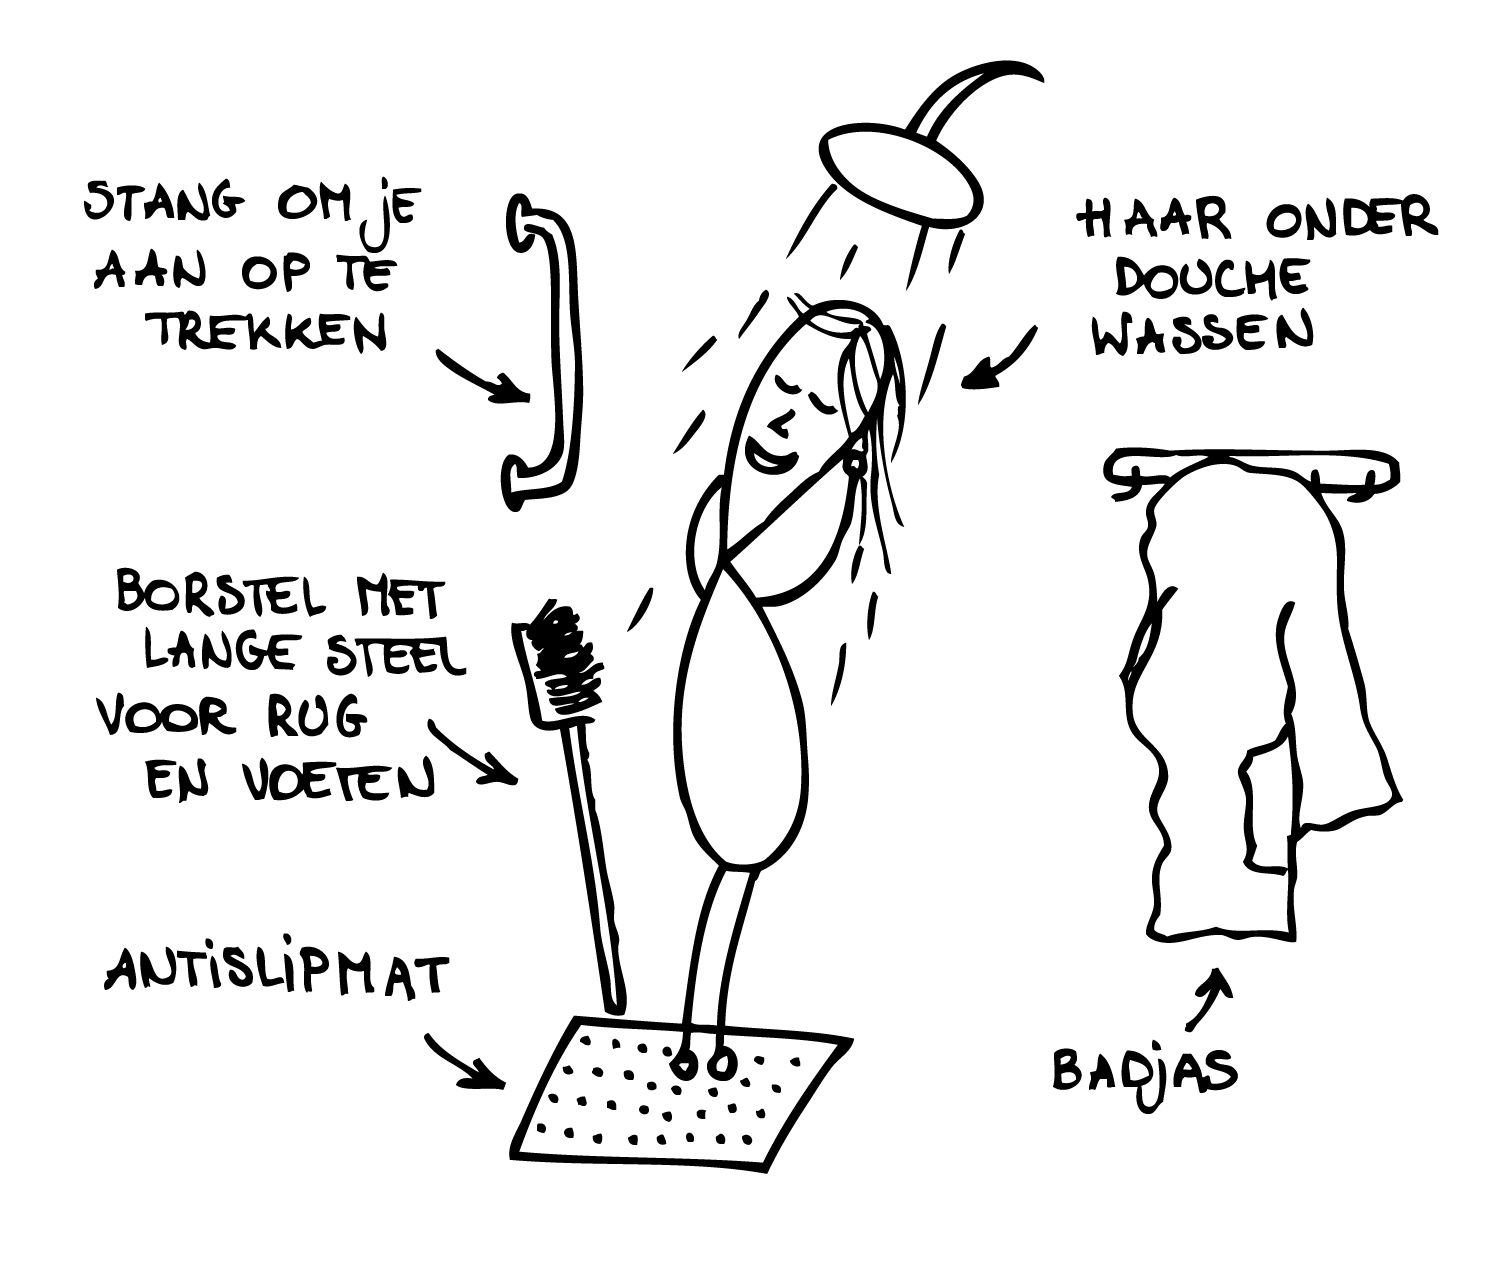 STANG OM jE
AAN OP TE
TREKKEN
HAAR ONDER
DOUCHE
WASSEN
BORSTEL MET
LANGE STEEL
VOOR RUG
EN VOETEN
ANTiSLiPMAT
BADjAS